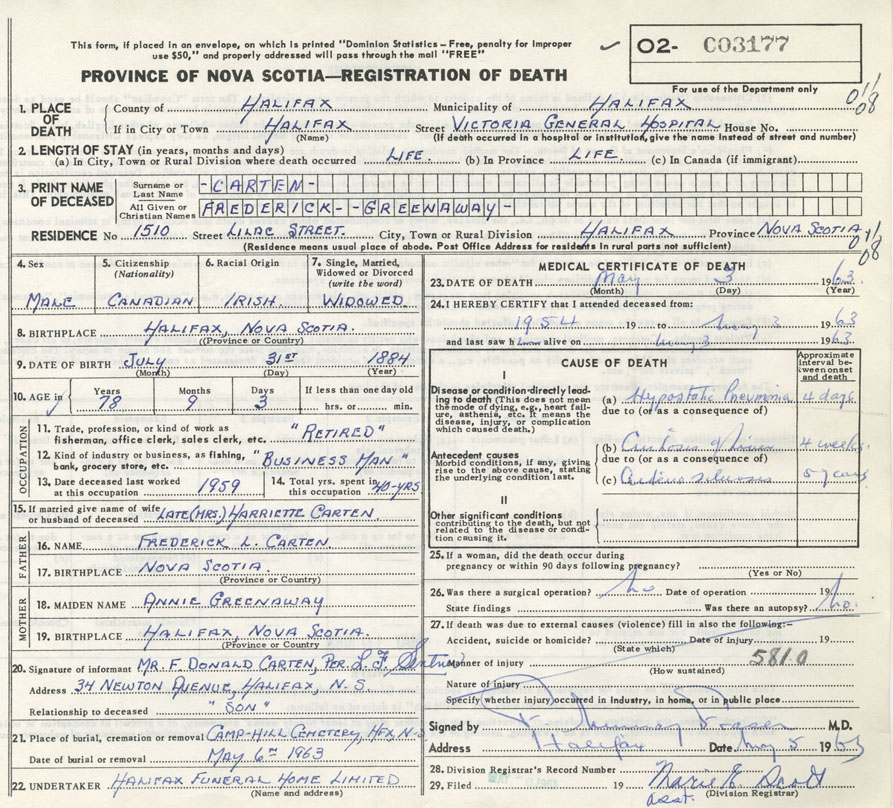 This form, if placed in an envelope, on which is printed "Dominion Statistics – Free, penalty for improper
use $50," and properly addressed will pass through the mail "FREE"
O2- C03177
PROVINCE OF NOVA SCOTIA—REGISTRATION OF DEATH
For use of the Department only
1. PLACE OF DEATH County of HALIFAX Municipality of HALIFAX
If in City or Town HALIFAX Street VICTORIA GENERAL HOSPITAL House No.
(Name) (If death occurred in a hospital or institution, give the name instead of street and number)
2. LENGTH OF STAY (in years, months and days)
(a) In City, Town or Rural Division where death occurred LIFE. (b) In Province LIFE. (c) In Canada (if immigrant)
3. PRINT NAME OF DECEASED Surname or Last Name -CARTEN-
All Given or Christian Names FREDERICK--GREENAWAY-
RESIDENCE No 1510 Street LILAC STREET. City, Town or Rural Division HALIFAX Province NOVA SCOTIA
(Residence means usual place of abode. Post Office Address for residents in rural parts not sufficient)
4. Sex MALE
5. Citizenship (Nationality) CANADIAN
6. Racial Origin IRISH
7. Single, Married, Widowed or Divorced (write the word) WIDOWED
8. BIRTHPLACE HALIFAX, NOVA SCOTIA.
(Province or Country)
9. DATE OF BIRTH JULY 31ST 1884
(Month) (Day) (Year)
10. AGE in Years 78 Months 9 Days 3 If less than one day old hrs. or min.
OCCUPATION
11. Trade, profession, or kind of work as fisherman, office clerk, sales clerk, etc. "RETIRED"
12. Kind of industry or business, as fishing, bank, grocery store, etc. "BUSINESS MAN"
13. Date deceased last worked at this occupation 1959
14. Total yrs. spent in this occupation 40-YRS
15. If married give name of wife or husband of deceased LATE (MRS.) HARRIETTE CARTEN
FATHER
16. NAME FREDERICK L. CARTEN.
17. BIRTHPLACE NOVA SCOTIA.
(Province or Country)
MOTHER
18. MAIDEN NAME ANNIE GREENAWAY
19. BIRTHPLACE HALIFAX, NOVA SCOTIA.
(Province or Country)
20. Signature of informant MR. F. DONALD CARTEN, PER. L.F.
Address 34 NEWTON AVENUE, HALIFAX, N.S.
Relationship to deceased "SON"
21. Place of burial, cremation or removal CAMP-HILL CEMETERY, HFX, N.S.
Date of burial or removal MAY 6TH 1963
22. UNDERTAKER HALIFAX FUNERAL HOME LIMITED
(Name and address)
MEDICAL CERTIFICATE OF DEATH
23. DATE OF DEATH May 3 1963.
(Month) (Day) (Year)
24. I HEREBY CERTIFY that I attended deceased from:
1954 19 to May 3 1963
and last saw him alive on May 3 1963
CAUSE OF DEATH
Approximate interval between onset and death
I
Disease or condition directly leading to death (This does not mean the mode of dying, e.g., heart failure, asthenia, etc. It means the disease, injury, or complication which caused death.)
(a) Hypostatic Pneumonia 4 days
due to (or as a consequence of)
Antecedent causes
Morbid conditions, if any, giving rise to the above cause, stating the underlying condition last.
(b) Cirrhosis of liver 4 weeks
due to (or as a consequence of)
(c) 5 years
II
Other significant conditions
contributing to the death, but not related to the disease or condition causing it.
25. If a woman, did the death occur during pregnancy or within 90 days following pregnancy?
(Yes or No)
26. Was there a surgical operation? no Date of operation 19
State findings Was there an autopsy? no.
27. If death was due to external causes (violence) fill in also the following:—
Accident, suicide or homicide? Date of injury 19
(State which)
Manner of injury 5810
(How sustained)
Nature of injury
Specify whether injury occurred in industry, in home, or in public place
Signed by M.D.
Address Halifax Date May 5 1963
28. Division Registrar's Record Number
29. Filed 19 Marie E. Scott
asst. (Division Registrar)